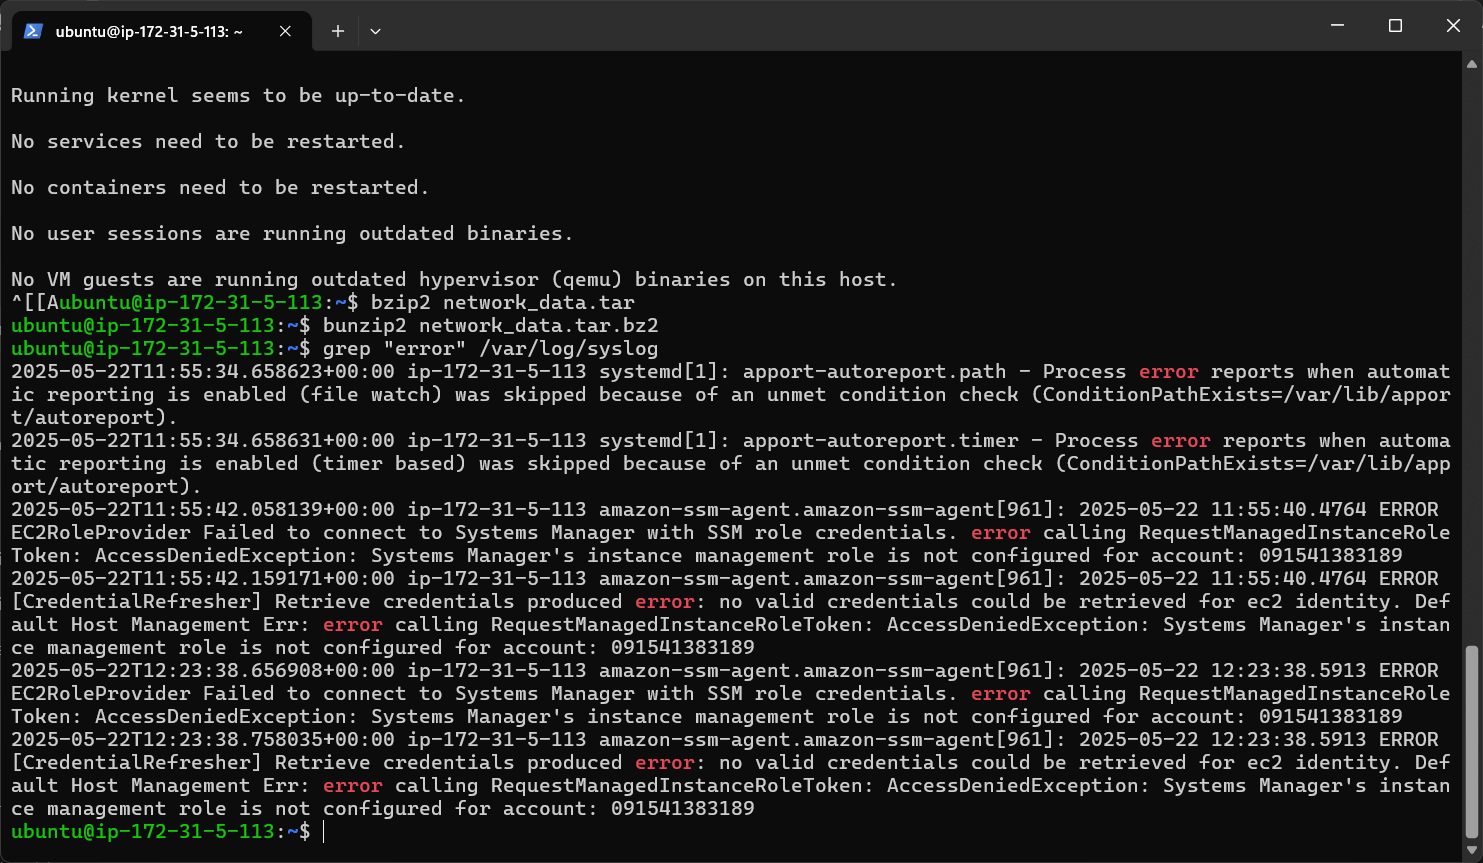 ubuntu@ip-172-31-5-113: ~
Running kernel seems to be up-to-date.
No services need to be restarted.
No containers need to be restarted.
No user sessions are running outdated binaries.
No VM guests are running outdated hypervisor (qemu) binaries on this host.
^[[Aubuntu@ip-172-31-5-113:~$ bzip2 network_data.tar
ubuntu@ip-172-31-5-113:~$ bunzip2 network_data.tar.bz2
ubuntu@ip-172-31-5-113:~$ grep "error" /var/log/syslog
2025-05-22T11:55:34.658623+00:00 ip-172-31-5-113 systemd[1]: apport-autoreport.path - Process error reports when automat
ic reporting is enabled (file watch) was skipped because of an unmet condition check (ConditionPathExists=/var/lib/appor
t/autoreport).
2025-05-22T11:55:34.658631+00:00 ip-172-31-5-113 systemd[1]: apport-autoreport.timer - Process error reports when automa
tic reporting is enabled (timer based) was skipped because of an unmet condition check (ConditionPathExists=/var/lib/app
ort/autoreport).
2025-05-22T11:55:42.058139+00:00 ip-172-31-5-113 amazon-ssm-agent.amazon-ssm-agent[961]: 2025-05-22 11:55:40.4764 ERROR
EC2RoleProvider Failed to connect to Systems Manager with SSM role credentials. error calling RequestManagedInstanceRole
Token: AccessDeniedException: Systems Manager's instance management role is not configured for account: 091541383189
2025-05-22T11:55:42.159171+00:00 ip-172-31-5-113 amazon-ssm-agent.amazon-ssm-agent[961]: 2025-05-22 11:55:40.4764 ERROR
[CredentialRefresher] Retrieve credentials produced error: no valid credentials could be retrieved for ec2 identity. Def
ault Host Management Err: error calling RequestManagedInstanceRoleToken: AccessDeniedException: Systems Manager's instan
ce management role is not configured for account: 091541383189
2025-05-22T12:23:38.656908+00:00 ip-172-31-5-113 amazon-ssm-agent.amazon-ssm-agent[961]: 2025-05-22 12:23:38.5913 ERROR
EC2RoleProvider Failed to connect to Systems Manager with SSM role credentials. error calling RequestManagedInstanceRole
Token: AccessDeniedException: Systems Manager's instance management role is not configured for account: 091541383189
2025-05-22T12:23:38.758035+00:00 ip-172-31-5-113 amazon-ssm-agent.amazon-ssm-agent[961]: 2025-05-22 12:23:38.5913 ERROR
[CredentialRefresher] Retrieve credentials produced error: no valid credentials could be retrieved for ec2 identity. Def
ault Host Management Err: error calling RequestManagedInstanceRoleToken: AccessDeniedException: Systems Manager's instan
ce management role is not configured for account: 091541383189
ubuntu@ip-172-31-5-113:~$